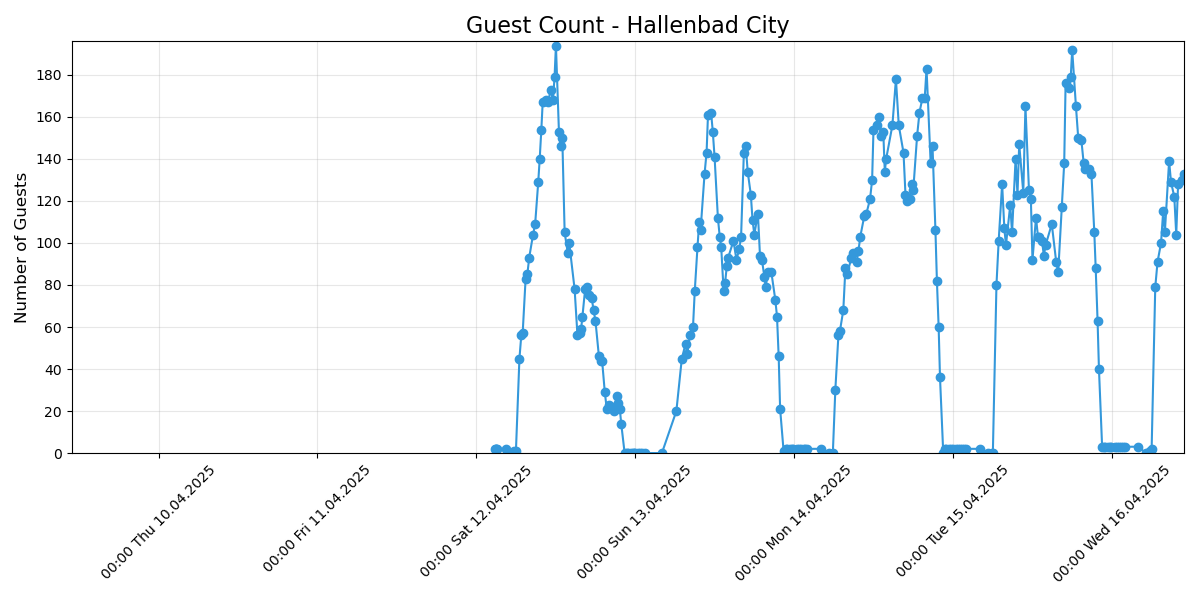 Guest Count - Hallenbad City
Number of Guests
180
160
140
120
100
80
60
40
20
0
00:00 Thu 10.04.2025
00:00 Fri 11.04.2025
00:00 Sat 12.04.2025
00:00 Sun 13.04.2025
00:00 Mon 14.04.2025
00:00 Tue 15.04.2025
00:00 Wed 16.04.2025